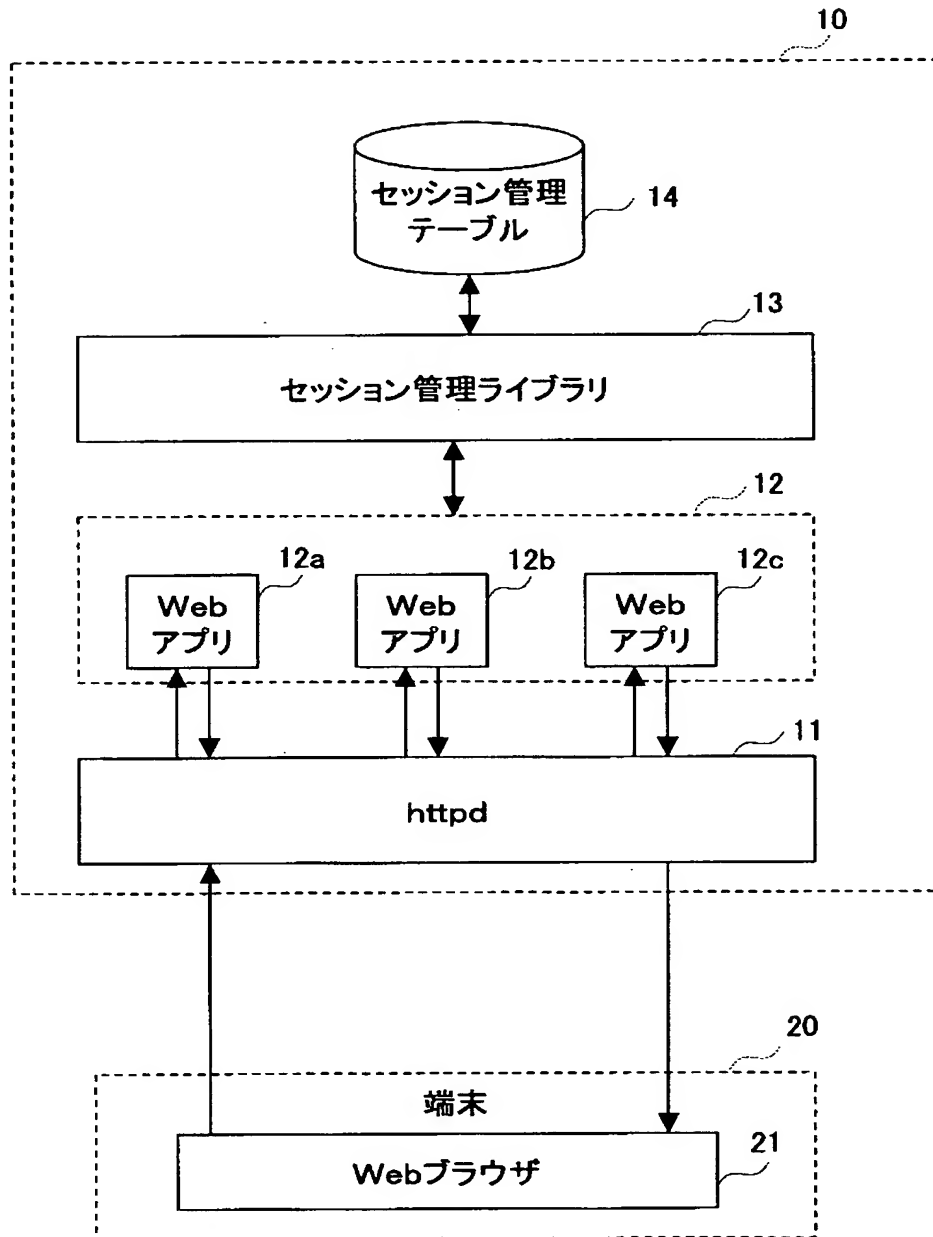 10
セッション管理
テーブル
14
13
セッション管理ライブラリ
12
12a
12b
12c
Web
アプリ
Web
アプリ
Web
アプリ
11
httpd
20
端末
21
Webブラウザ